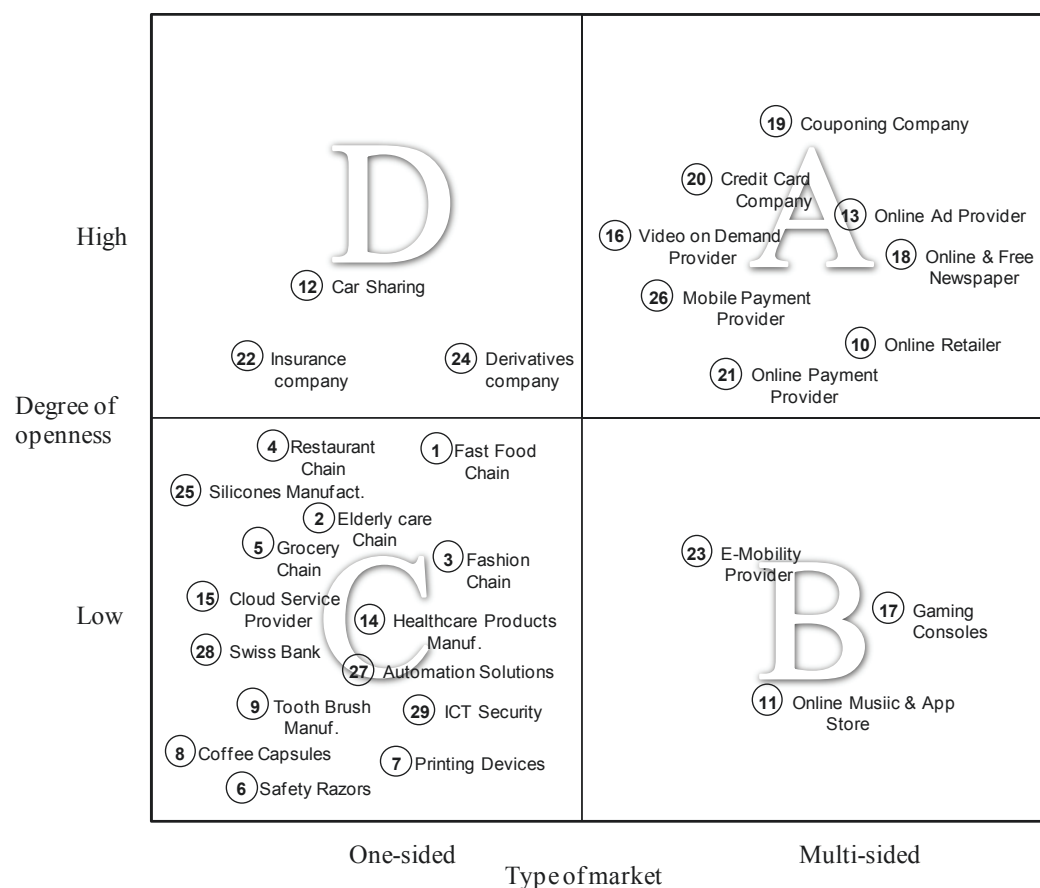 19 Couponing Company
D
A
20 Credit Card
Company
13 Online Ad Provider
High
16 Video on Demand
Provider
18 Online & Free
Newspaper
12 Car Sharing
26 Mobile Payment
Provider
10 Online Retailer
22 Insurance
company
24 Derivatives
company
21 Online Payment
Provider
Degree of
openness
4 Restaurant
Chain
1 Fast Food
Chain
25 Silicones Manufact.
2 Elderly care
Chain
5 Grocery
Chain
3 Fashion
Chain
23 E-Mobility
Provider
C
B
15 Cloud Service
Provider
Low
14 Healthcare Products
Manuf.
17 Gaming
Consoles
28 Swiss Bank
27 Automation Solutions
9 Tooth Brush
Manuf.
29 ICT Security
11 Online Musiic & App
Store
8 Coffee Capsules
7 Printing Devices
6 Safety Razors
One-sided
Multi-sided
Type of market